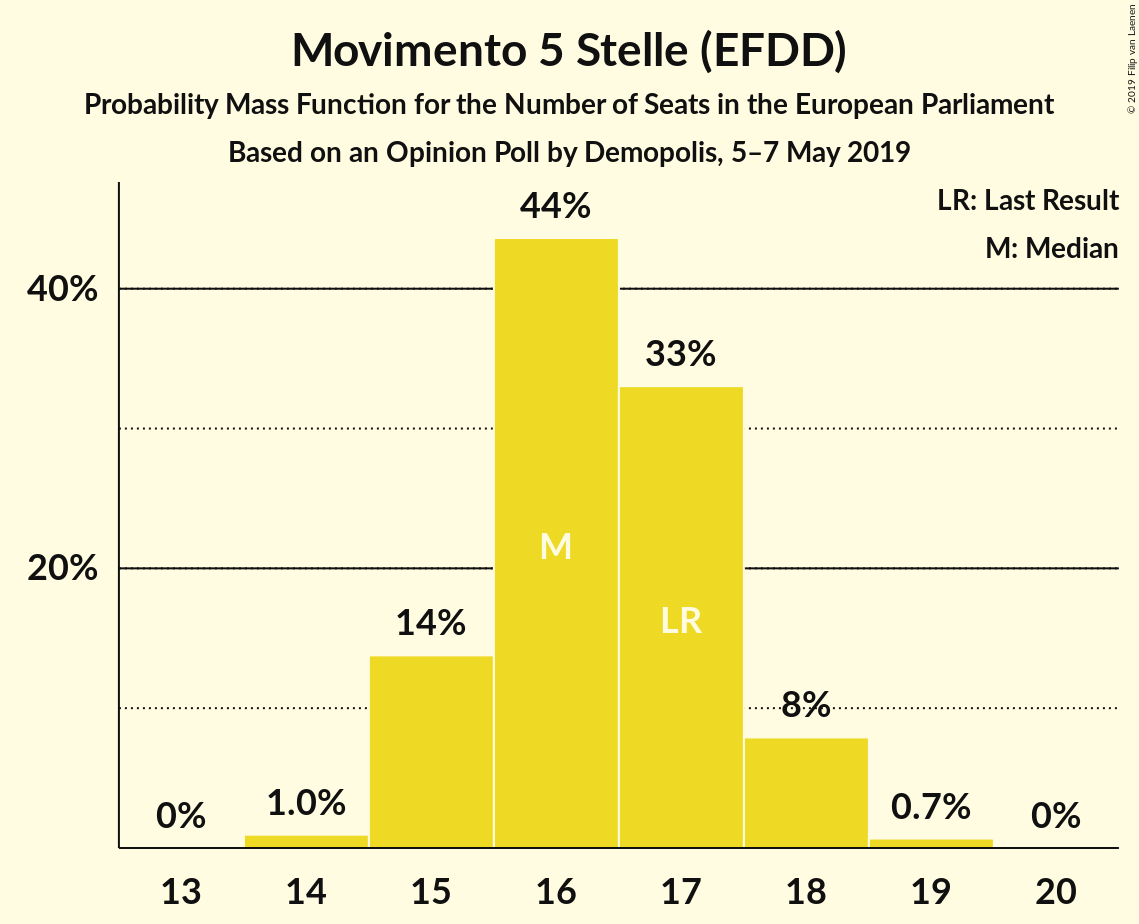 Movimento 5 Stelle (EFDD)
Probability Mass Function for the Number of Seats in the European Parliament
Based on an Opinion Poll by Demopolis, 5–7 May 2019
© 2019 Filip van Laenen
LR: Last Result
M: Median
40%
20%
0%
1.0%
14%
44%
33%
8%
0.7%
0%
M
LR
13 14 15 16 17 18 19 20